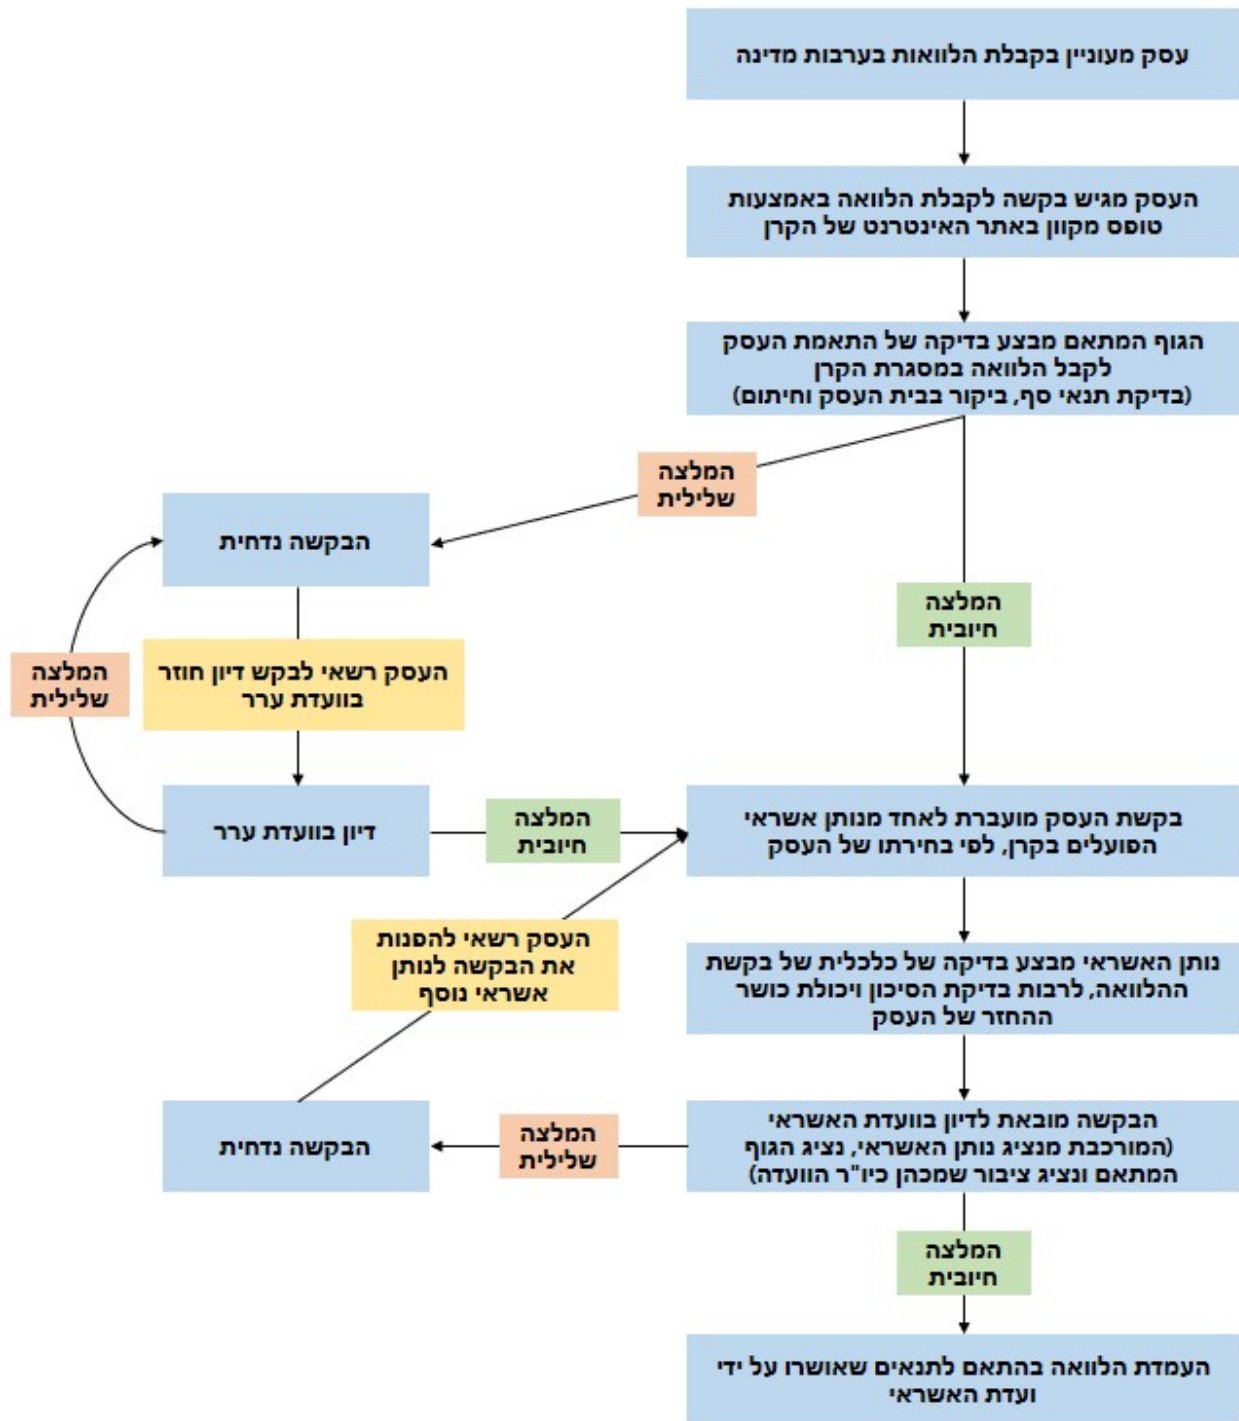 עסק מעוניין בקבלת הלוואות בערבות מדינה
העסק מגיש בקשה לקבלת הלוואה באמצעות
טופס מקוון באתר האינטרנט של הקרן
הגוף המתאם מבצע בדיקה של התאמת העסק
לקבל הלוואה במסגרת הקרן
(בדיקת תנאי סף, ביקור בבית העסק וחיתום)
המלצה
שלילית
הבקשה נדחית
המלצה
חיובית
העסק רשאי לבקש דיון חוזר
בוועדת ערר
המלצה
שלילית
דיון בוועדת ערר
המלצה
חיובית
בקשת העסק מועברת לאחד מנותן אשראי
הפועלים בקרן, לפי בחירתו של העסק
העסק רשאי להפנות
את הבקשה לנותן
אשראי נוסף
נותן האשראי מבצע בדיקה של כלכלית של בקשת
ההלוואה, לרבות בדיקת הסיכון ויכולת כושר
ההחזר של העסק
הבקשה מובאת לדיון בוועדת האשראי
(המורכבת מנציג נותן האשראי, נציג הגוף
המתאם ונציג ציבור שמכהן כיו"ר הוועדה)
המלצה
שלילית
הבקשה נדחית
המלצה
חיובית
העמדת הלוואה בהתאם לתנאים שאושרו על ידי
ועדת האשראי